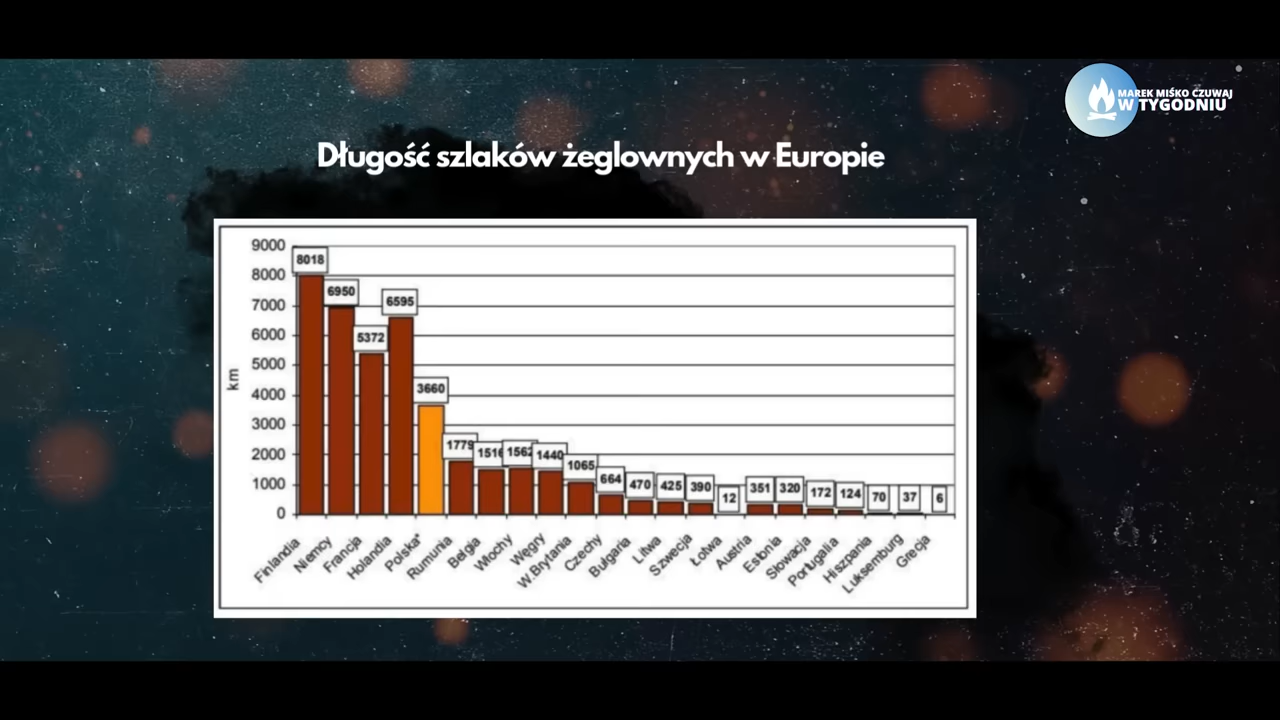 MAREK MIŚKO CZUWAJ
W TYGODNIU
Długość szlaków żeglownych w Europie
9000
8000
7000
6000
5000
4000
3000
2000
1000
0
km
8018
6950
5372
6595
3660
1779
1516
1562
1440
1065
664
470
425
390
12
351
320
172
124
70
37
6
Finlandia
Niemcy
Francja
Holandia
Polska*
Rumunia
Belgia
Włochy
Węgry
W.Brytania
Czechy
Bułgaria
Litwa
Szwecja
Łotwa
Austria
Estonia
Słowacja
Portugalia
Hiszpania
Luksemburg
Grecja